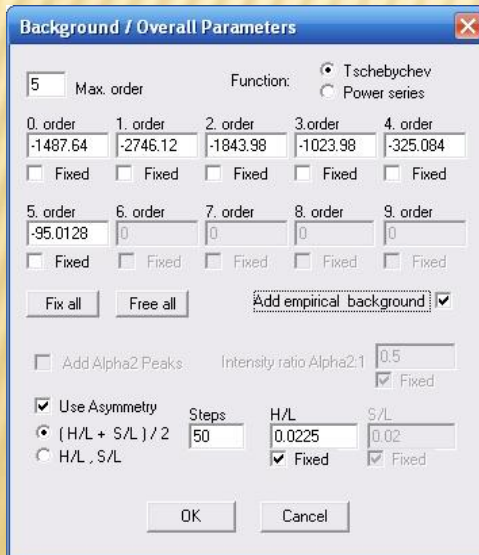 Background / Overall Parameters
5 Max. order Function: Tschebychev
Power series
0. order 1. order 2. order 3.order 4. order
-1487.64 -2746.12 -1843.98 -1023.98 -325.084
Fixed Fixed Fixed Fixed Fixed
5. order 6. order 7. order 8. order 9. order
-95.0128 0 0 0 0
Fixed Fixed Fixed Fixed Fixed
Fix all Free all Add empirical background
Add Alpha2 Peaks Intensity ratio Alpha2:1 0.5
Fixed
Use Asymmetry Steps H/L S/L
(H/L + S/L) / 2 50 0.0225 0.02
H/L , S/L Fixed Fixed
OK Cancel